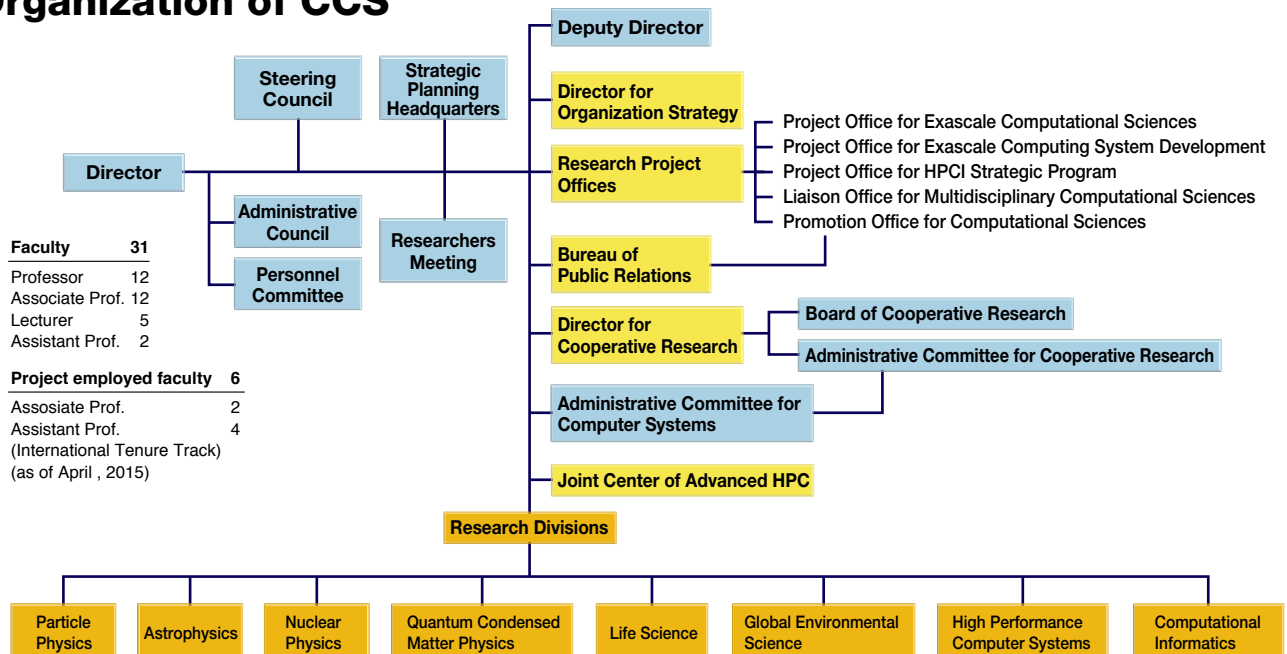 Organization of CCS
Deputy Director
Steering
Council
Strategic
Planning
Headquarters
Director for
Organization Strategy
Project Office for Exascale Computational Sciences
Project Office for Exascale Computing System Development
Project Office for HPCI Strategic Program
Liaison Office for Multidisciplinary Computational Sciences
Promotion Office for Computational Sciences
Director
Research Project
Offices
Administrative
Council
Researchers
Meeting
Personnel
Committee
Bureau of
Public Relations
Faculty 31
Professor 12
Associate Prof. 12
Lecturer 5
Assistant Prof. 2
Project employed faculty 6
Assosiate Prof. 2
Assistant Prof. 4
(International Tenure Track)
(as of April , 2015)
Director for
Cooperative Research
Board of Cooperative Research
Administrative Committee for Cooperative Research
Administrative Committee for
Computer Systems
Joint Center of Advanced HPC
Research Divisions
Particle
Physics
Astrophysics
Nuclear
Physics
Quantum Condensed
Matter Physics
Life Science
Global Environmental
Science
High Performance
Computer Systems
Computational
Informatics